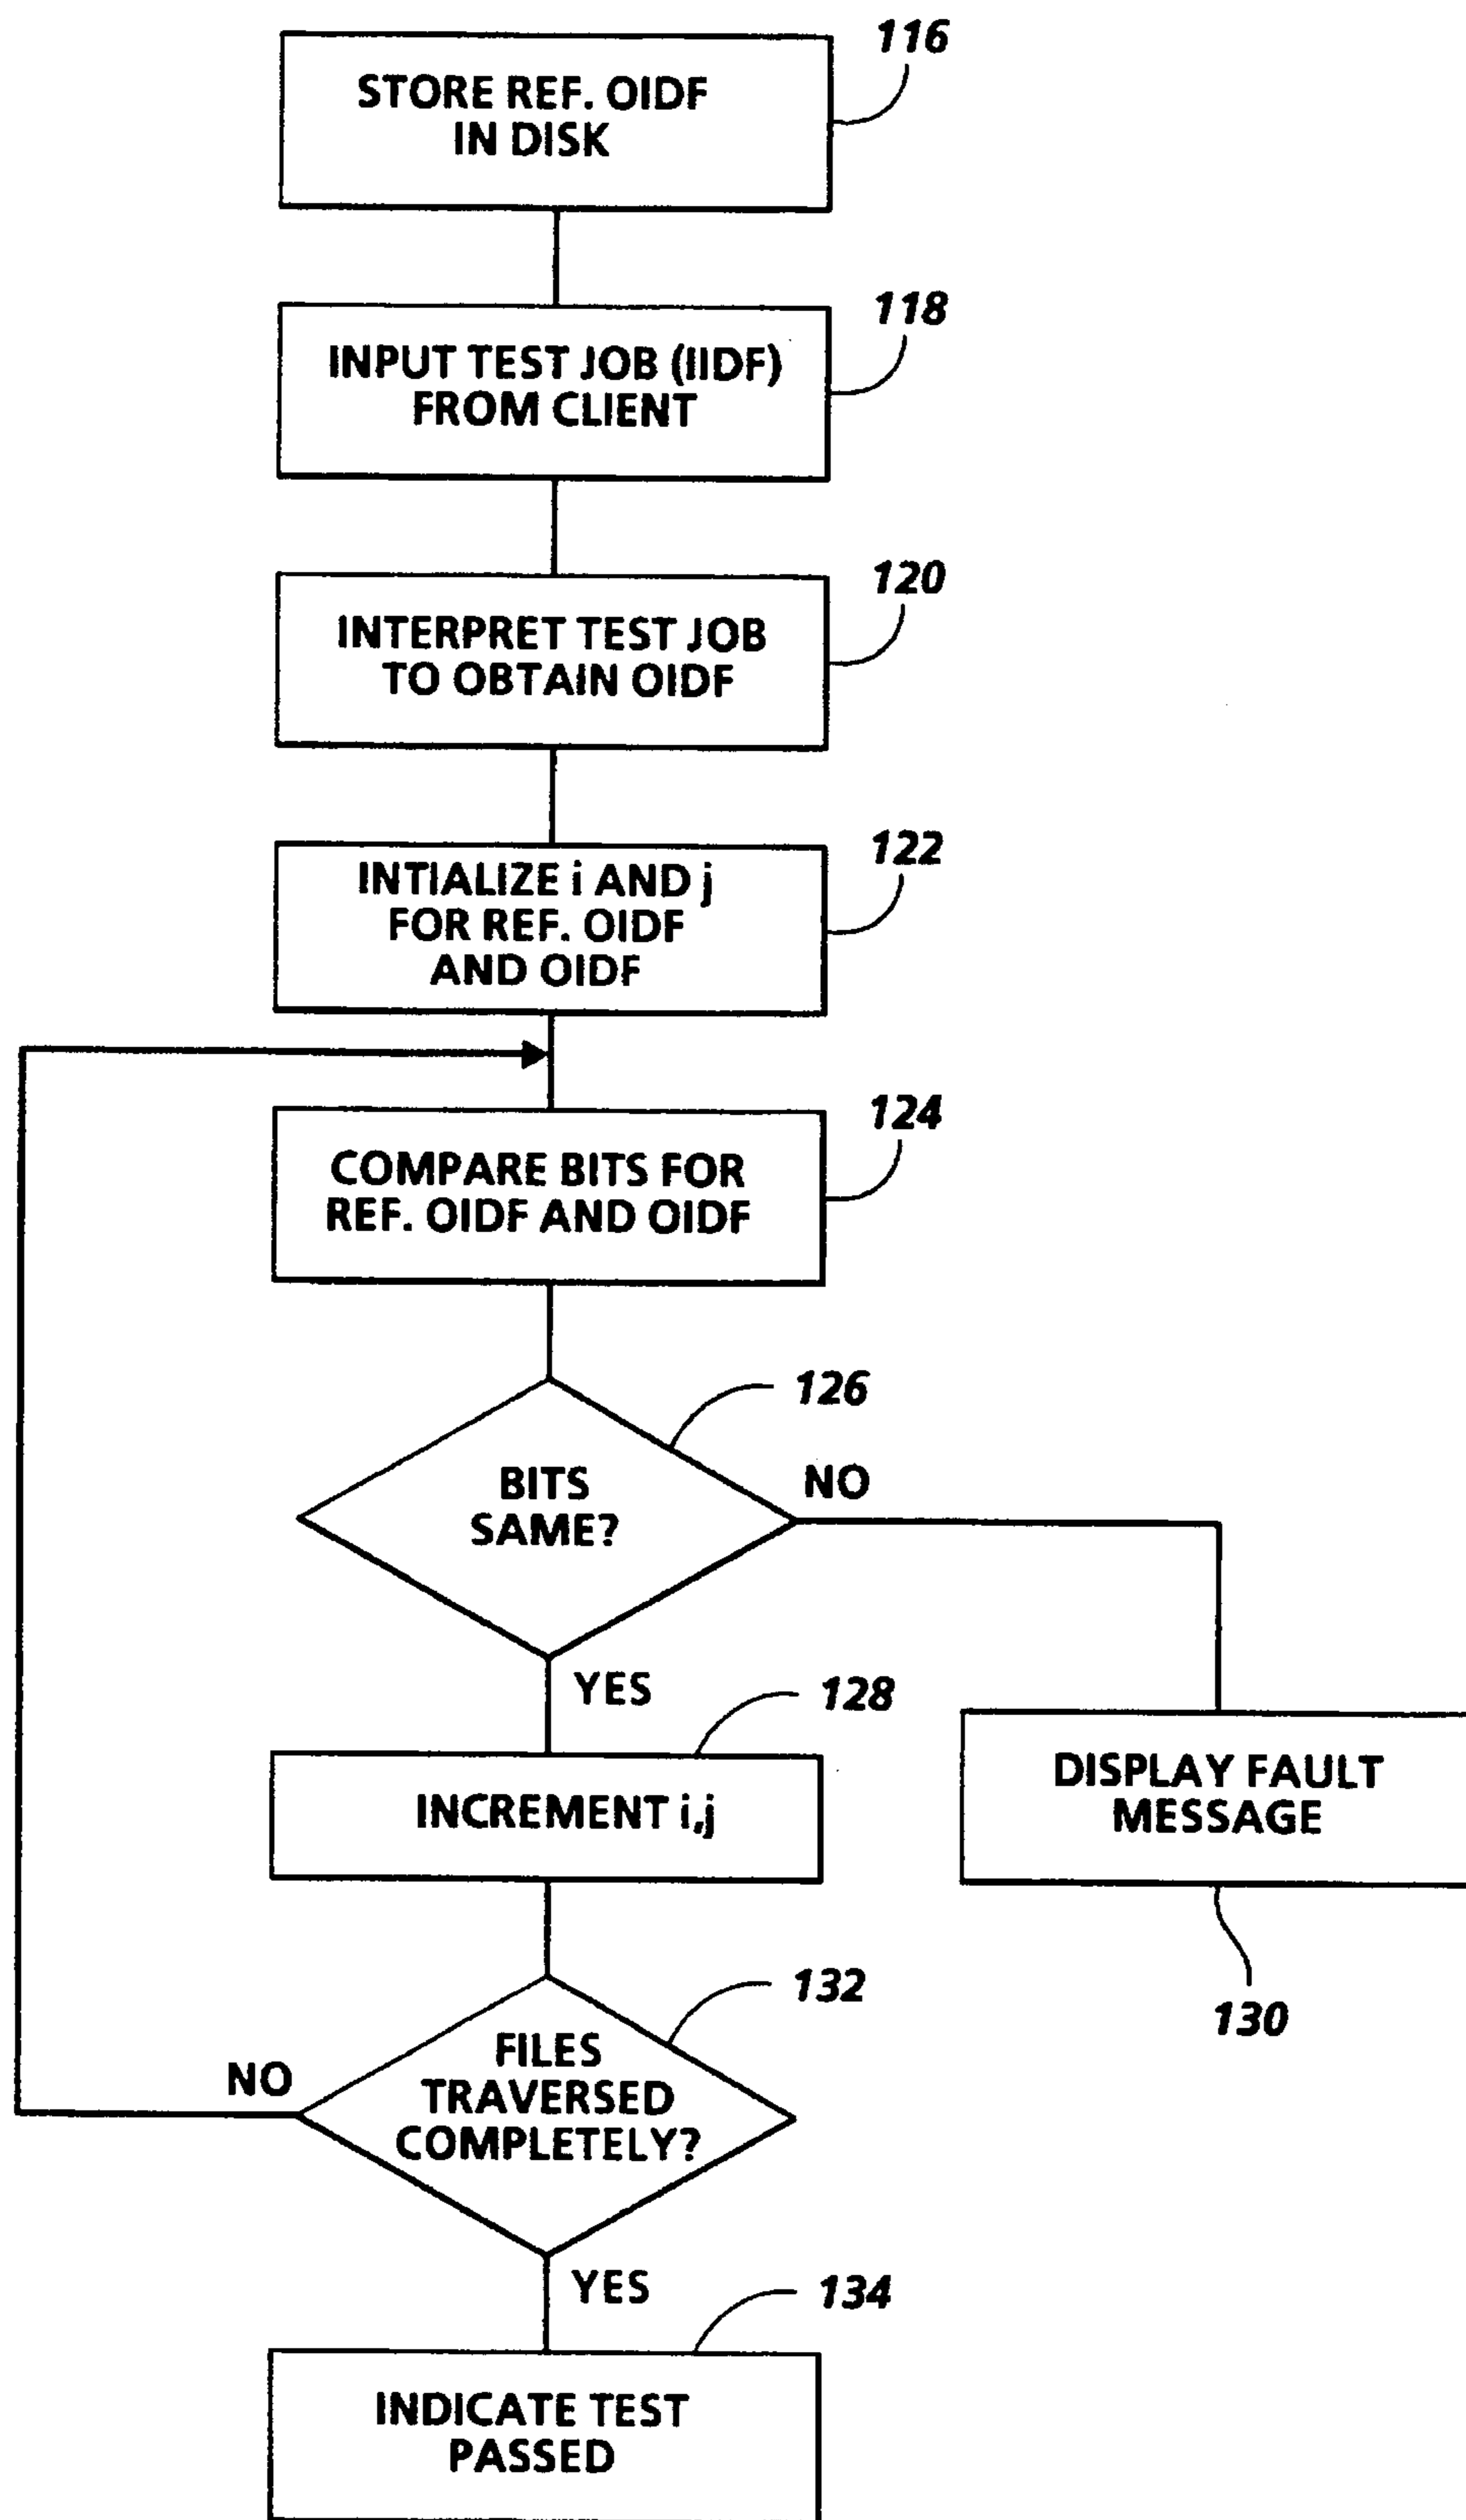 116
STORE REF. OIDF
IN DISK
118
INPUT TEST JOB (IIDF)
FROM CLIENT
120
INTERPRET TEST JOB
TO OBTAIN OIDF
122
INTIALIZE i AND j
FOR REF. OIDF
AND OIDF
124
COMPARE BITS FOR
REF. OIDF AND OIDF
126
BITS
SAME?
NO
YES
128
INCREMENT i,j
DISPLAY FAULT
MESSAGE
130
132
FILES
TRAVERSED
COMPLETELY?
NO
YES
134
INDICATE TEST
PASSED